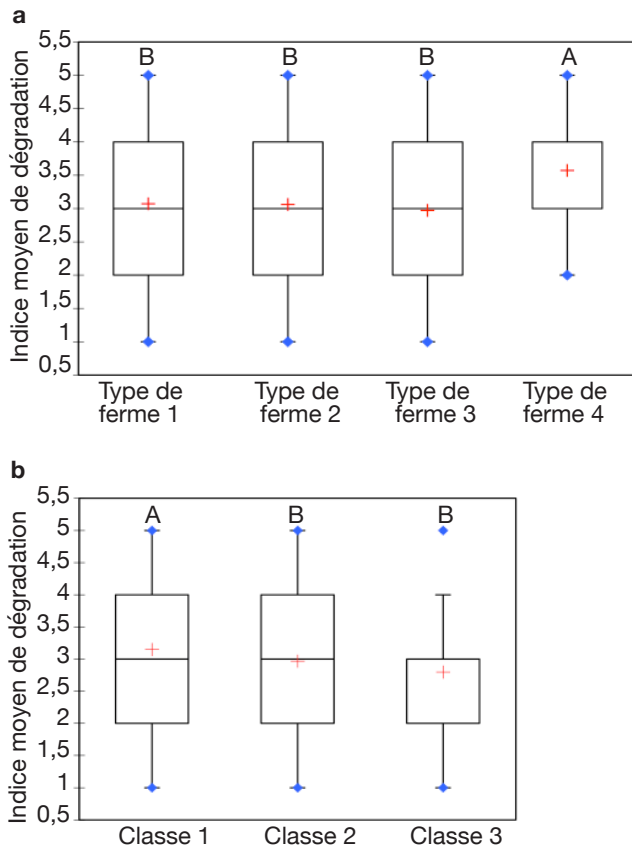 a
Indice moyen de dégradation
5,5
5
4,5
4
3,5
3
2,5
2
1,5
1
0,5
B B B A
Type de ferme 1
Type de ferme 2
Type de ferme 3
Type de ferme 4
b
Indice moyen de dégradation
5,5
5
4,5
4
3,5
3
2,5
2
1,5
1
0,5
A B B
Classe 1 Classe 2 Classe 3